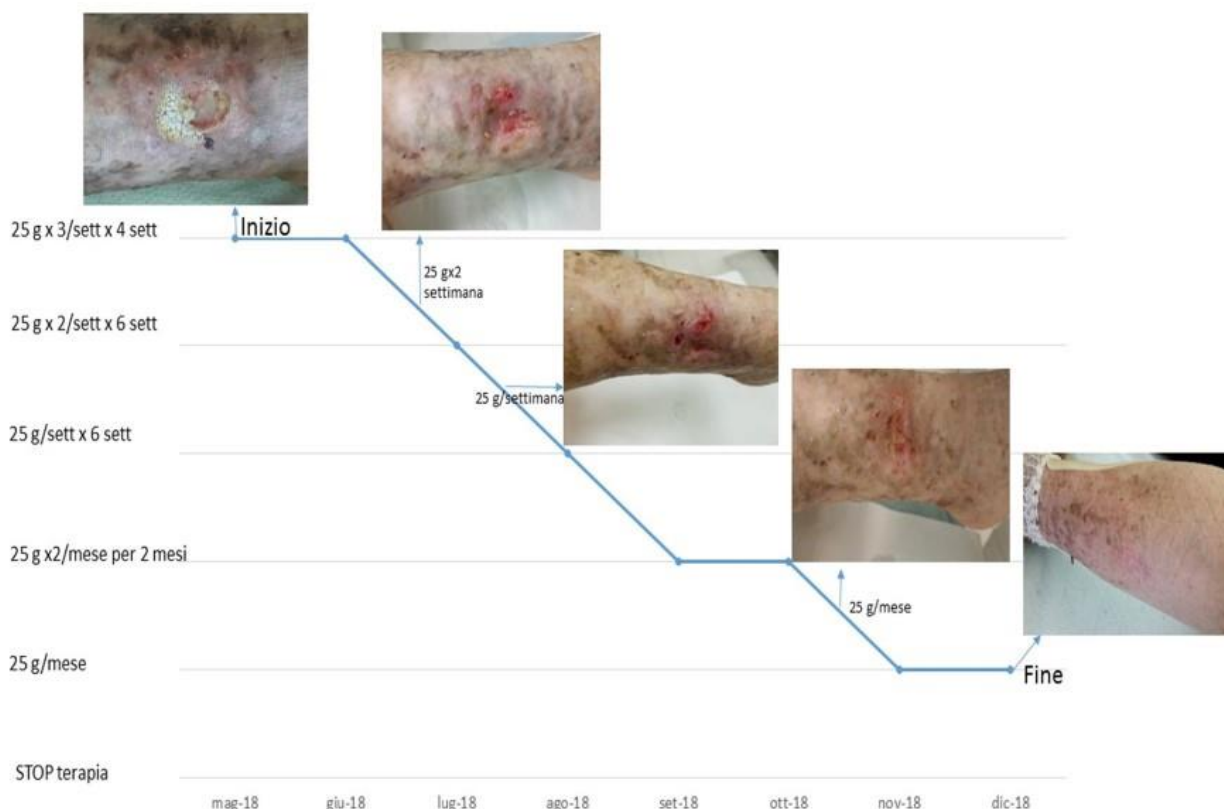 Inizio
25 g x 3/sett x 4 sett
25 gx2
settimana
25 g x 2/sett x 6 sett
25 g/settimana
25 g/sett x 6 sett
25 g x2/mese per 2 mesi
25 g/mese
25 g/mese
Fine
STOP terapia
mag-18 giu-18 lug-18 ago-18 set-18 ott-18 nov-18 dic-18